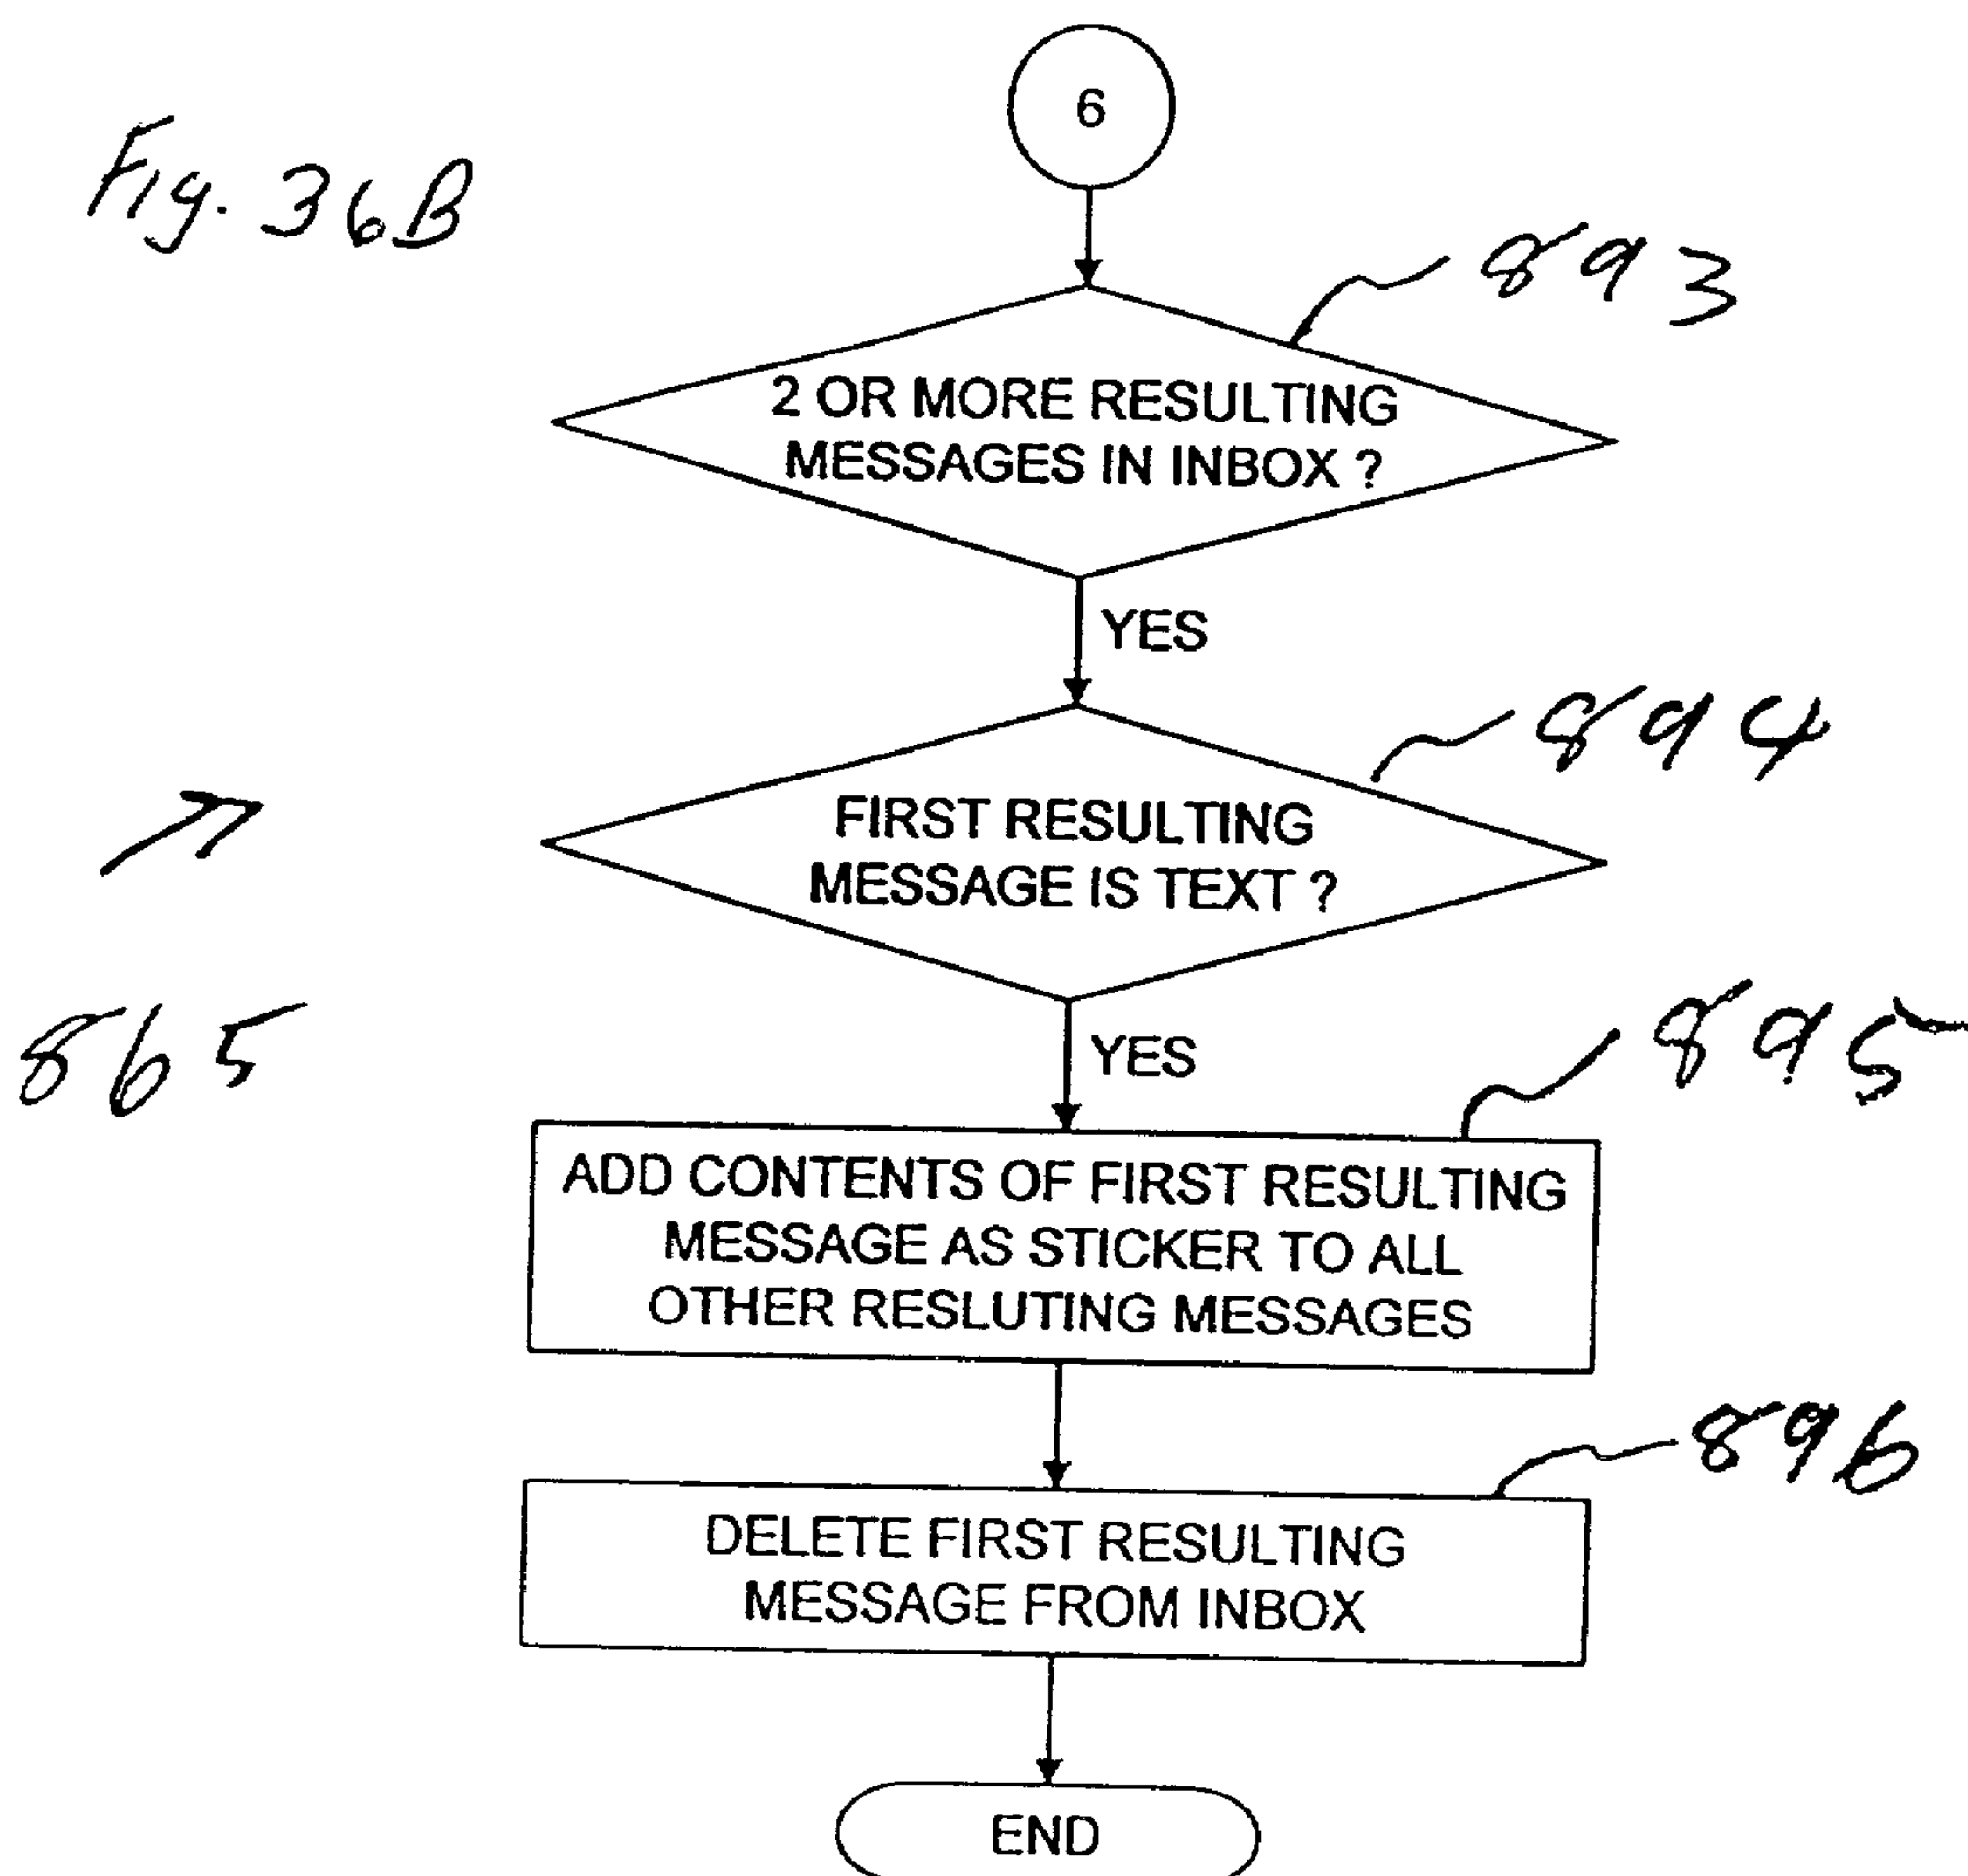 6
Fig. 36B
893
2 OR MORE RESULTING
MESSAGES IN INBOX ?
YES
894
FIRST RESULTING
MESSAGE IS TEXT ?
865
YES
895
ADD CONTENTS OF FIRST RESULTING
MESSAGE AS STICKER TO ALL
OTHER RESLUTING MESSAGES
896
DELETE FIRST RESULTING
MESSAGE FROM INBOX
END